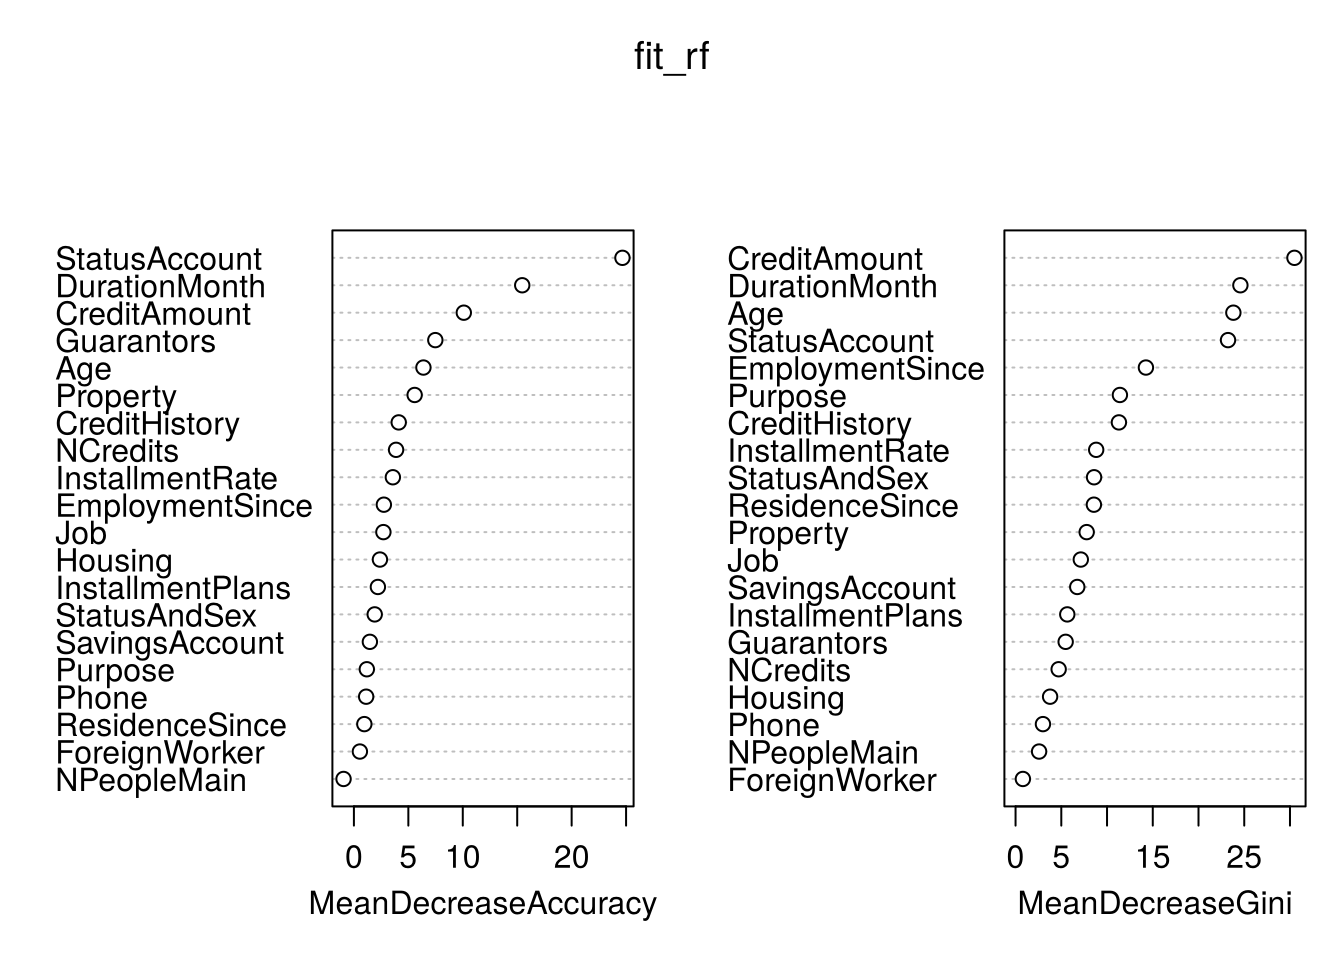 fit_rf
StatusAccount
DurationMonth
CreditAmount
Guarantors
Age
Property
CreditHistory
NCredits
InstallmentRate
EmploymentSince
Job
Housing
InstallmentPlans
StatusAndSex
SavingsAccount
Purpose
Phone
ResidenceSince
ForeignWorker
NPeopleMain
0 5 10 20
MeanDecreaseAccuracy
CreditAmount
DurationMonth
Age
StatusAccount
EmploymentSince
Purpose
CreditHistory
InstallmentRate
StatusAndSex
ResidenceSince
Property
Job
SavingsAccount
InstallmentPlans
Guarantors
NCredits
Housing
Phone
NPeopleMain
ForeignWorker
0 5 15 25
MeanDecreaseGini